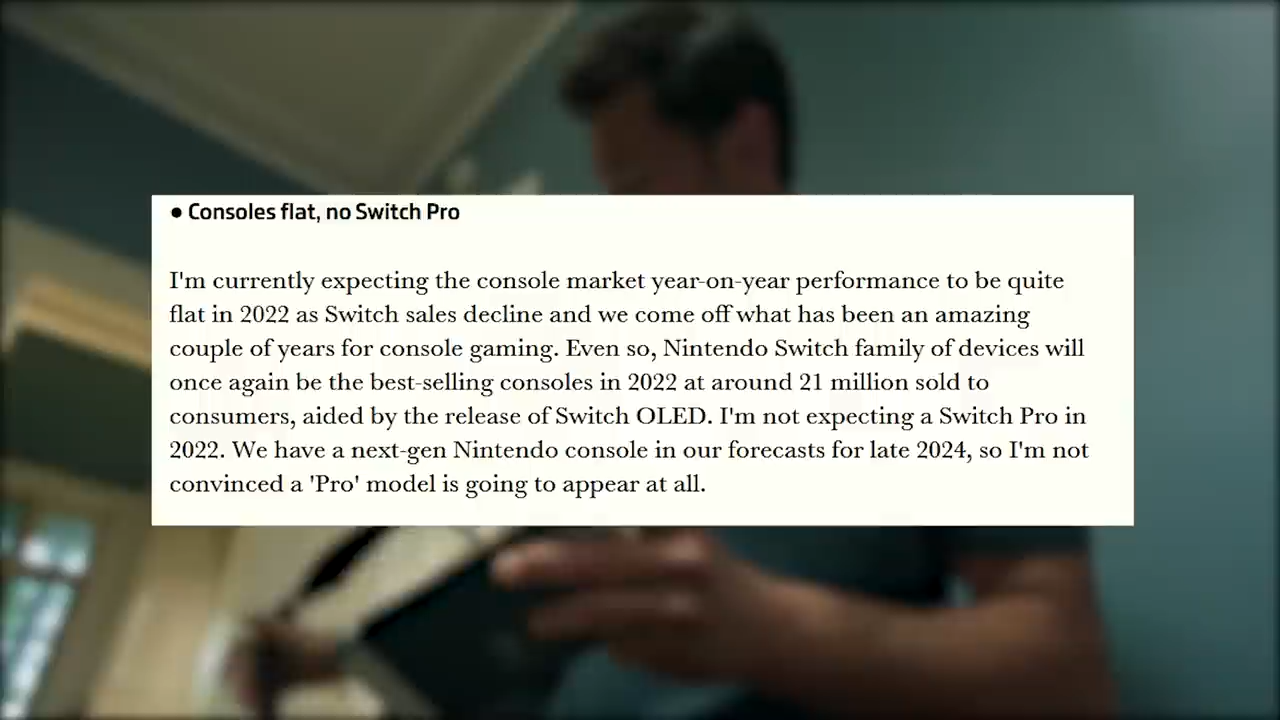 ● Consoles flat, no Switch Pro
I'm currently expecting the console market year-on-year performance to be quite
flat in 2022 as Switch sales decline and we come off what has been an amazing
couple of years for console gaming. Even so, Nintendo Switch family of devices will
once again be the best-selling consoles in 2022 at around 21 million sold to
consumers, aided by the release of Switch OLED. I'm not expecting a Switch Pro in
2022. We have a next-gen Nintendo console in our forecasts for late 2024, so I'm not
convinced a 'Pro' model is going to appear at all.